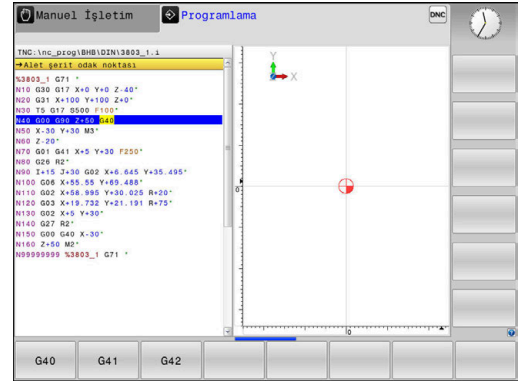 Manuel İşletim
Programlama
DNC
TNC:\nc_prog\BHB\DIN\3803_1.i
→Alet şerit odak noktası
%3803_1 G71 *
N10 G30 G17 X+0 Y+0 Z-40*
N20 G31 X+100 Y+100 Z+0*
N30 T5 G17 S500 F100*
N40 G00 G90 Z+50 G40
N50 X-30 Y+30 M3*
N60 Z-20*
N70 G01 G41 X+5 Y+30 F250*
N80 G26 R2*
N90 I+15 J+30 G02 X+6.645 Y+35.495*
N100 G06 X+55.55 Y+69.488*
N110 G02 X+58.995 Y+30.025 R+20*
N120 G03 X+19.732 Y+21.191 R+75*
N130 G02 X+5 Y+30*
N140 G27 R2*
N150 G00 G40 X-30*
N160 Z+50 M2*
N99999999 %3803_1 G71 *
Y
X
0
0
G40
G41
G42